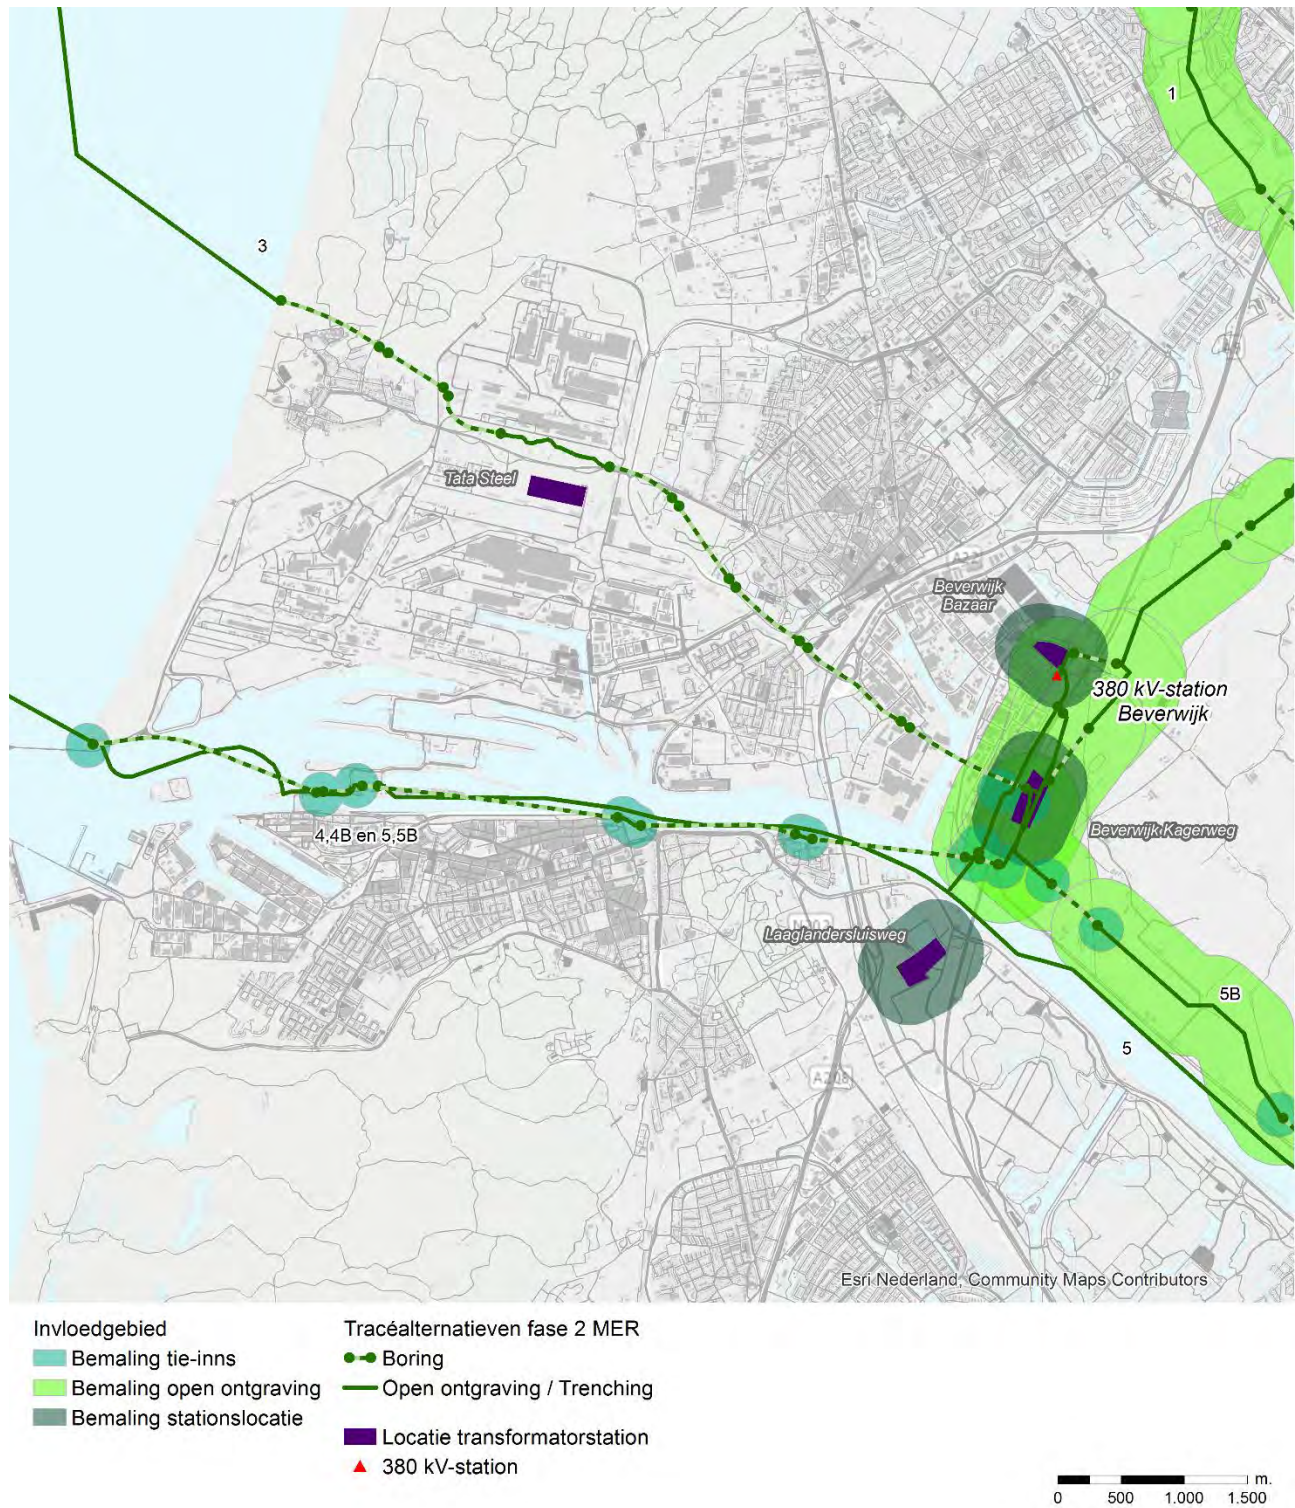 1
3
Tata Steel
A22
Beverwijk
Bazaar
380 kV-station
Beverwijk
4,4B en 5,5B
Beverwijk Kagerweg
Laaglandersluisweg
5B
5
A208
Esri Nederland, Community Maps Contributors
Invloedgebied
Bemaling tie-inns
Bemaling open ontgraving
Bemaling stationslocatie
Tracéalternatieven fase 2 MER
Boring
Open ontgraving / Trenching
Locatie transformatorstation
380 kV-station
m.
0 500 1.000 1.500